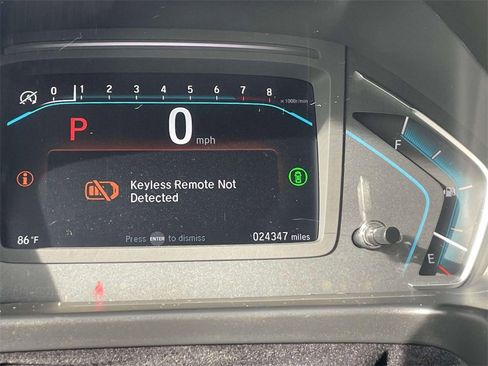 0 1 2 3 4 5 6 7 8
x 1000r/min
P 0 mph
Keyless Remote Not
Detected
Press ENTER to dismiss
86°F
024347 miles
F
E